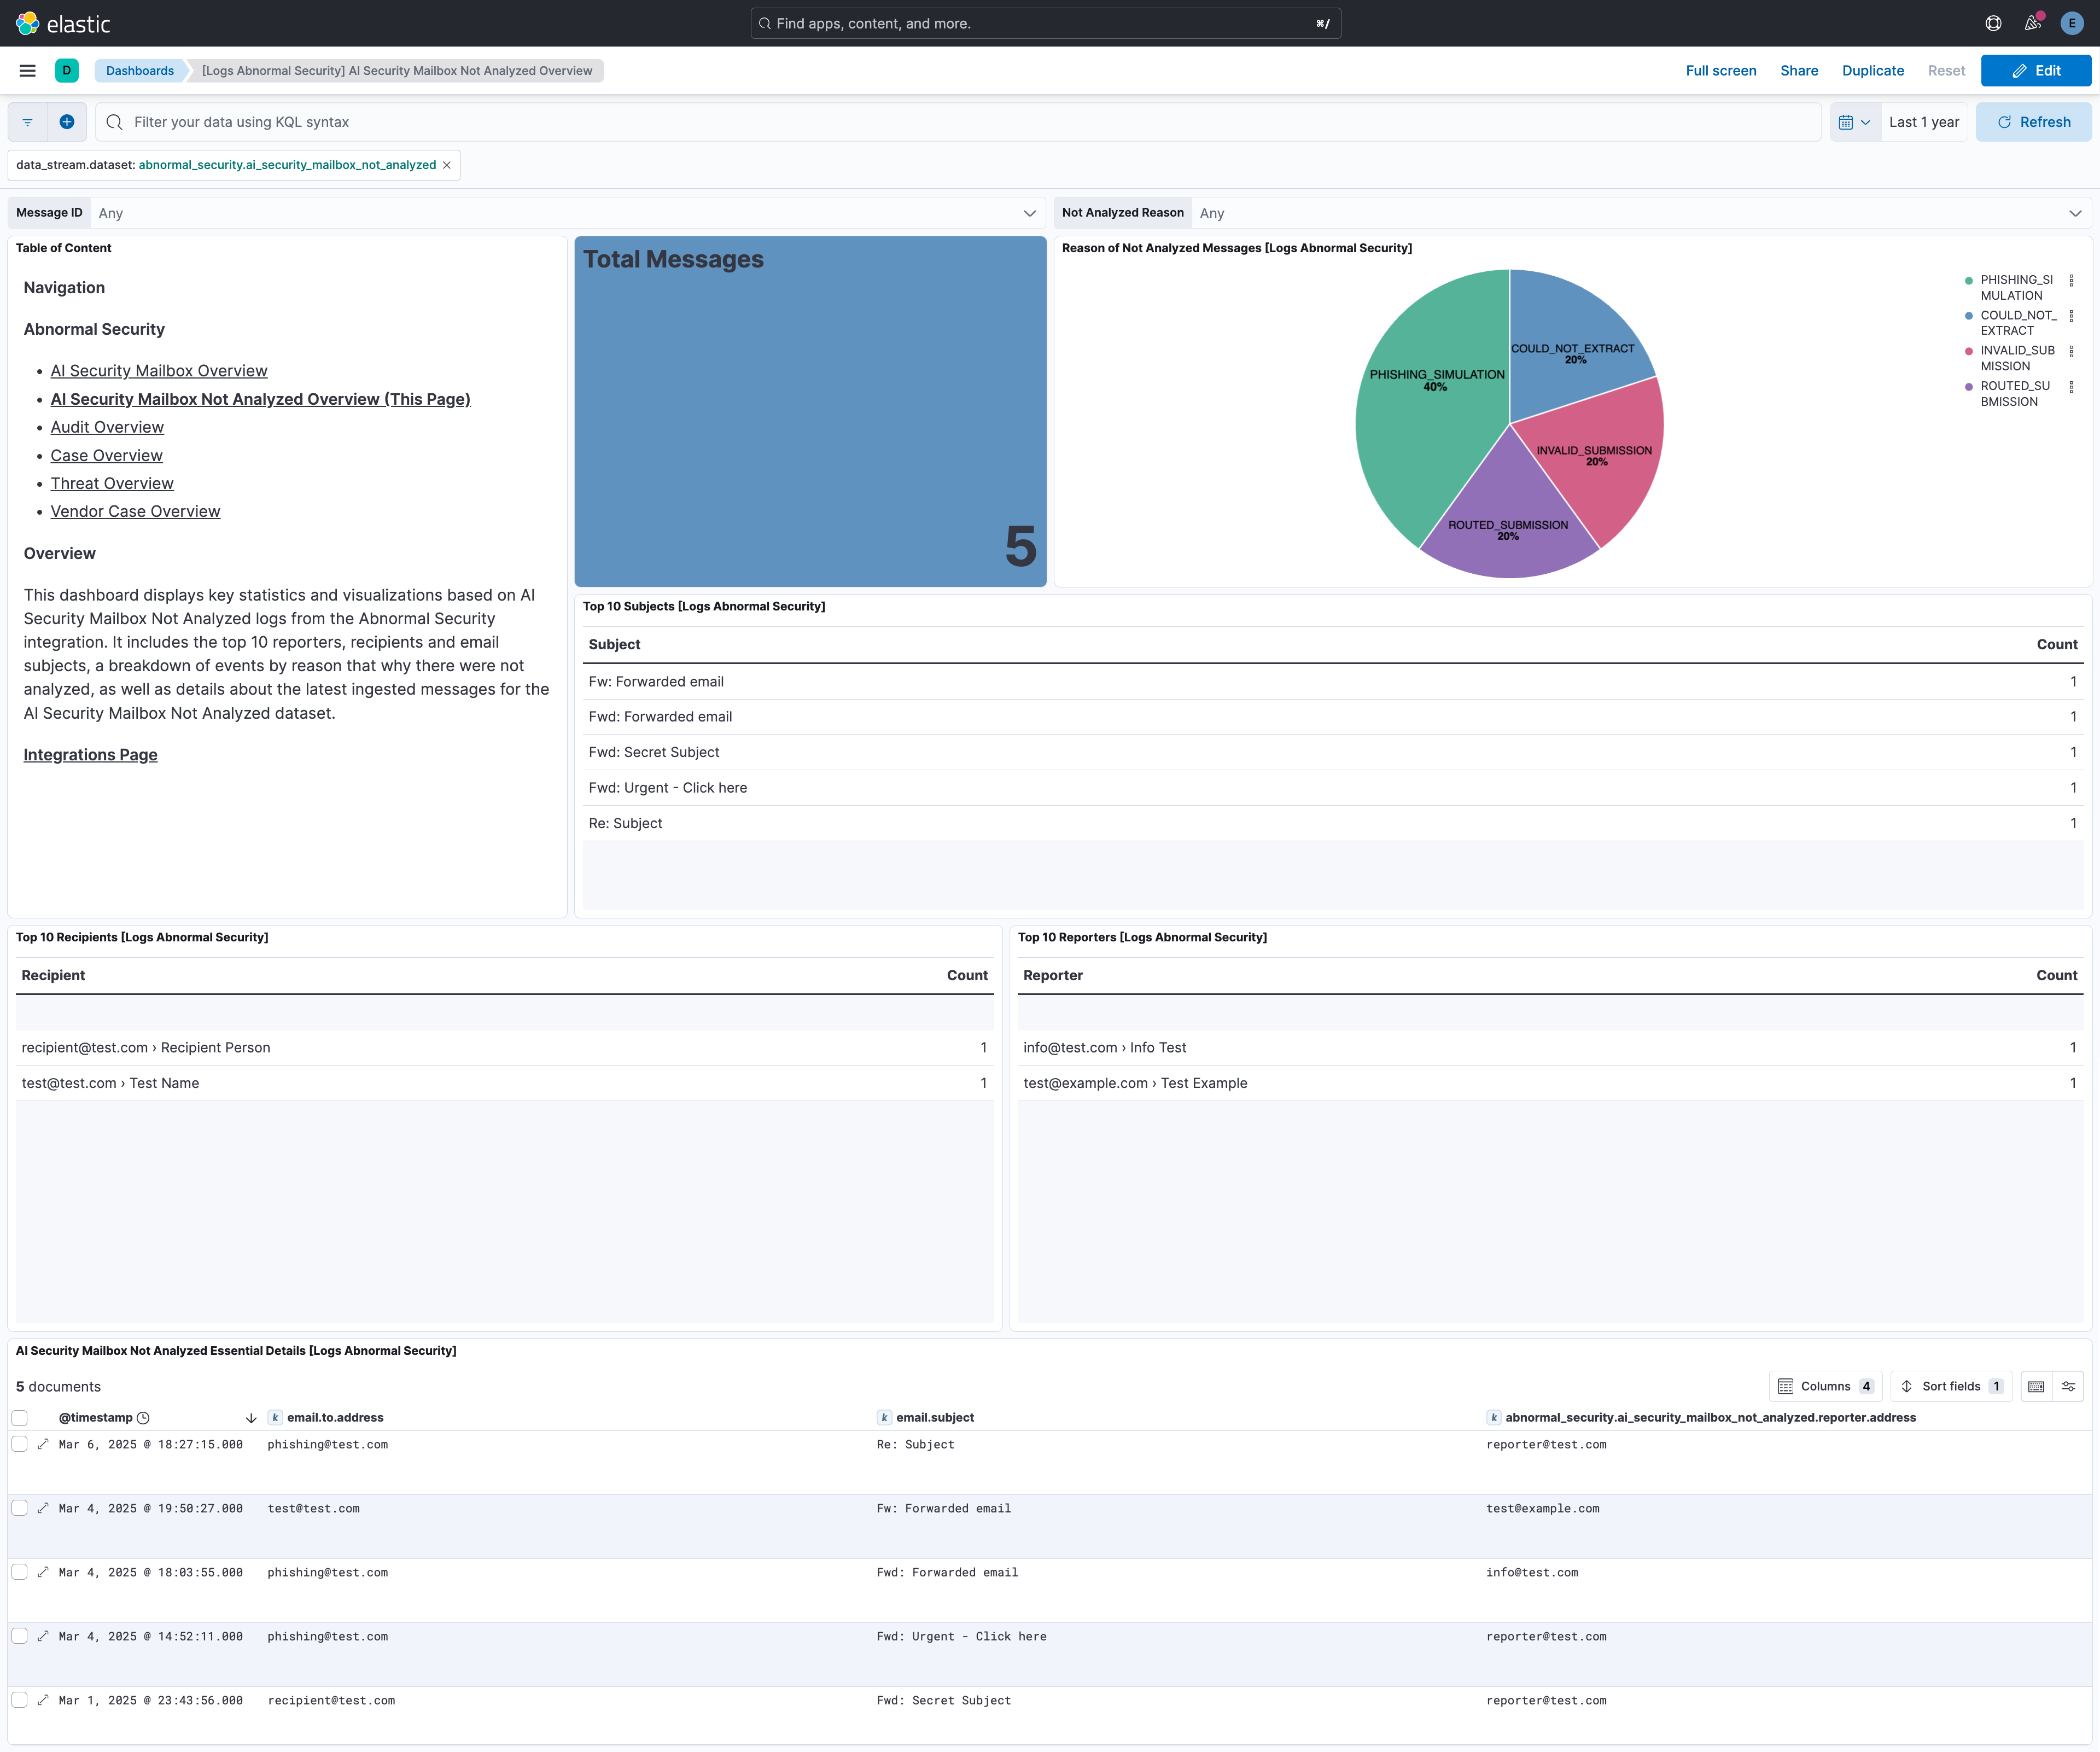 elastic
Find apps, content, and more.
⌘/
E
D
Dashboards
[Logs Abnormal Security] AI Security Mailbox Not Analyzed Overview
Full screen
Share
Duplicate
Reset
Edit
Filter your data using KQL syntax
Last 1 year
Refresh
data_stream.dataset: abnormal_security.ai_security_mailbox_not_analyzed
Message ID
Any
Not Analyzed Reason
Any
Table of Content
Navigation
Abnormal Security
AI Security Mailbox Overview
AI Security Mailbox Not Analyzed Overview (This Page)
Audit Overview
Case Overview
Threat Overview
Vendor Case Overview
Overview
This dashboard displays key statistics and visualizations based on AI
Security Mailbox Not Analyzed logs from the Abnormal Security
integration. It includes the top 10 reporters, recipients and email
subjects, a breakdown of events by reason that why there were not
analyzed, as well as details about the latest ingested messages for the
AI Security Mailbox Not Analyzed dataset.
Integrations Page
Total Messages
5
Reason of Not Analyzed Messages [Logs Abnormal Security]
COULD_NOT_EXTRACT
20%
PHISHING_SIMULATION
40%
INVALID_SUBMISSION
20%
ROUTED_SUBMISSION
20%
PHISHING_SI
MULATION
COULD_NOT_
EXTRACT
INVALID_SUB
MISSION
ROUTED_SU
BMISSION
Top 10 Subjects [Logs Abnormal Security]
Subject Count
Fw: Forwarded email 1
Fwd: Forwarded email 1
Fwd: Secret Subject 1
Fwd: Urgent - Click here 1
Re: Subject 1
Top 10 Recipients [Logs Abnormal Security]
Recipient Count
recipient@test.com › Recipient Person 1
test@test.com › Test Name 1
Top 10 Reporters [Logs Abnormal Security]
Reporter Count
info@test.com › Info Test 1
test@example.com › Test Example 1
AI Security Mailbox Not Analyzed Essential Details [Logs Abnormal Security]
5 documents
Columns 4
Sort fields 1
@timestamp k email.to.address k email.subject k abnormal_security.ai_security_mailbox_not_analyzed.reporter.address
Mar 6, 2025 @ 18:27:15.000 phishing@test.com Re: Subject reporter@test.com
Mar 4, 2025 @ 19:50:27.000 test@test.com Fw: Forwarded email test@example.com
Mar 4, 2025 @ 18:03:55.000 phishing@test.com Fwd: Forwarded email info@test.com
Mar 4, 2025 @ 14:52:11.000 phishing@test.com Fwd: Urgent - Click here reporter@test.com
Mar 1, 2025 @ 23:43:56.000 recipient@test.com Fwd: Secret Subject reporter@test.com